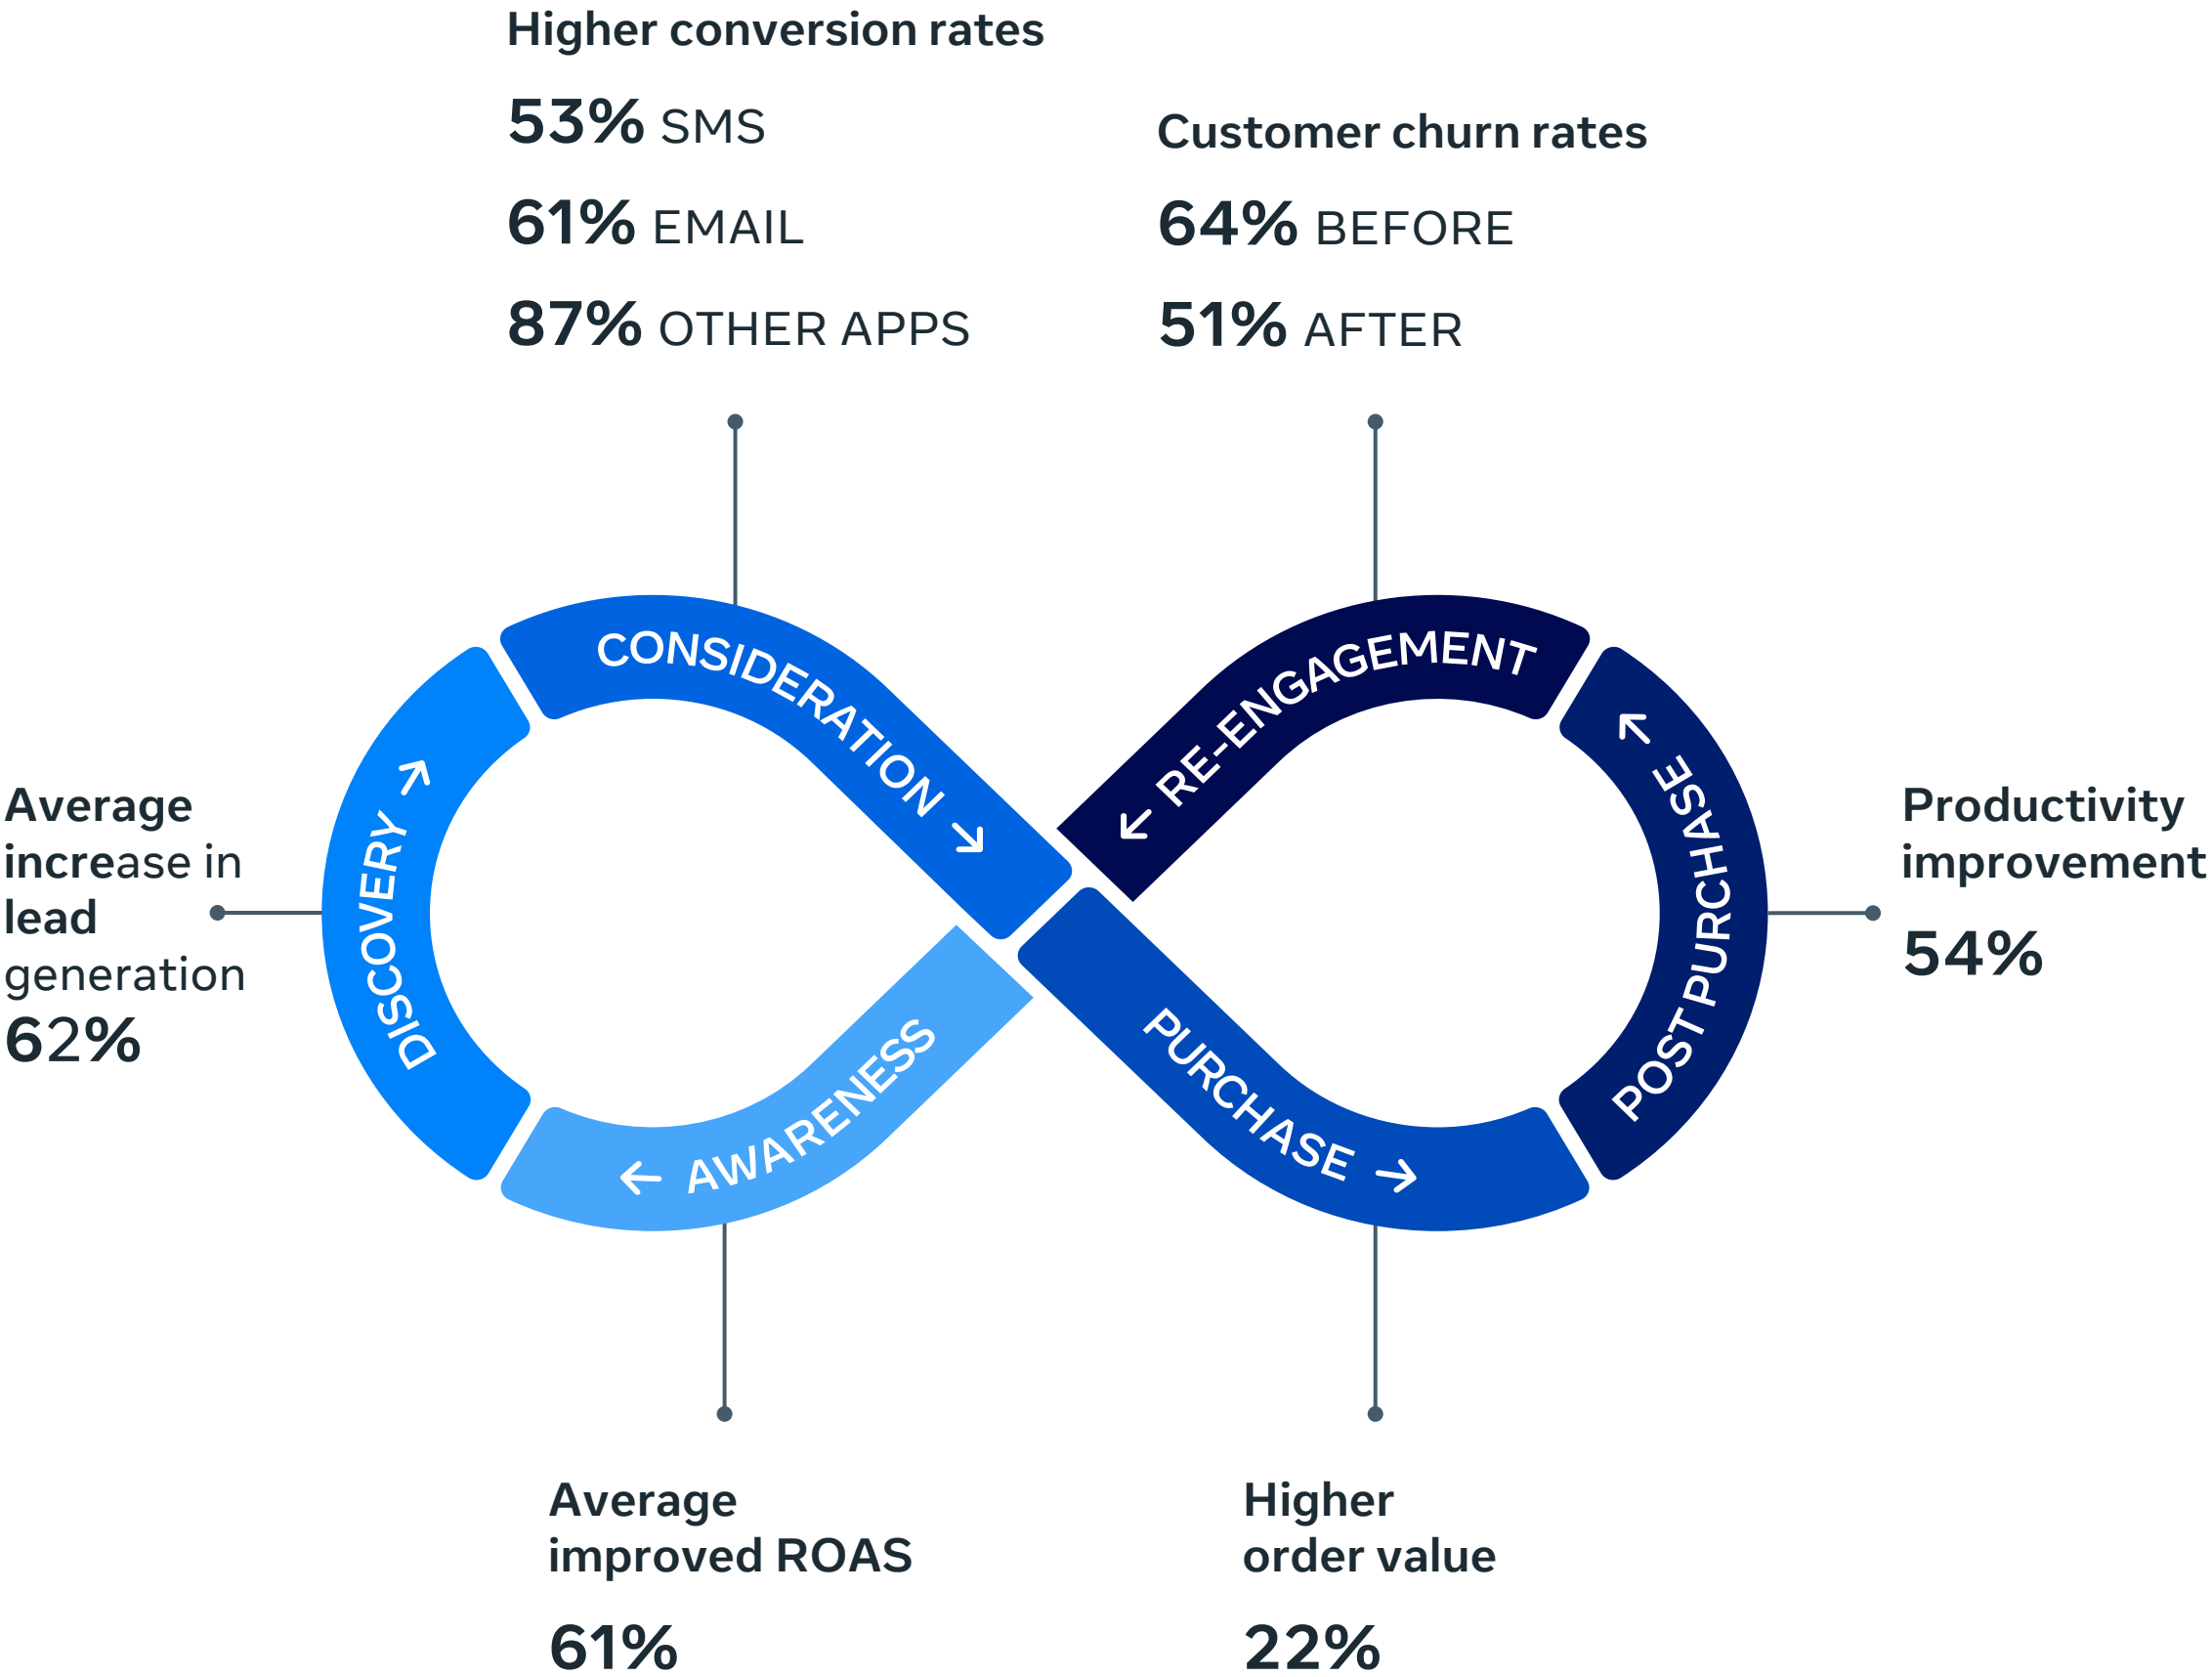 Higher conversion rates
53% SMS
61% EMAIL
87% OTHER APPS
Customer churn rates
64% BEFORE
51% AFTER
CONSIDERATION →
← RE-ENGAGEMENT
DISCOVERY →
POST PURCHASE →
← AWARENESS
PURCHASE →
Average
increase in
lead
generation
62%
Productivity
improvement
54%
Average
improved ROAS
61%
Higher
order value
22%